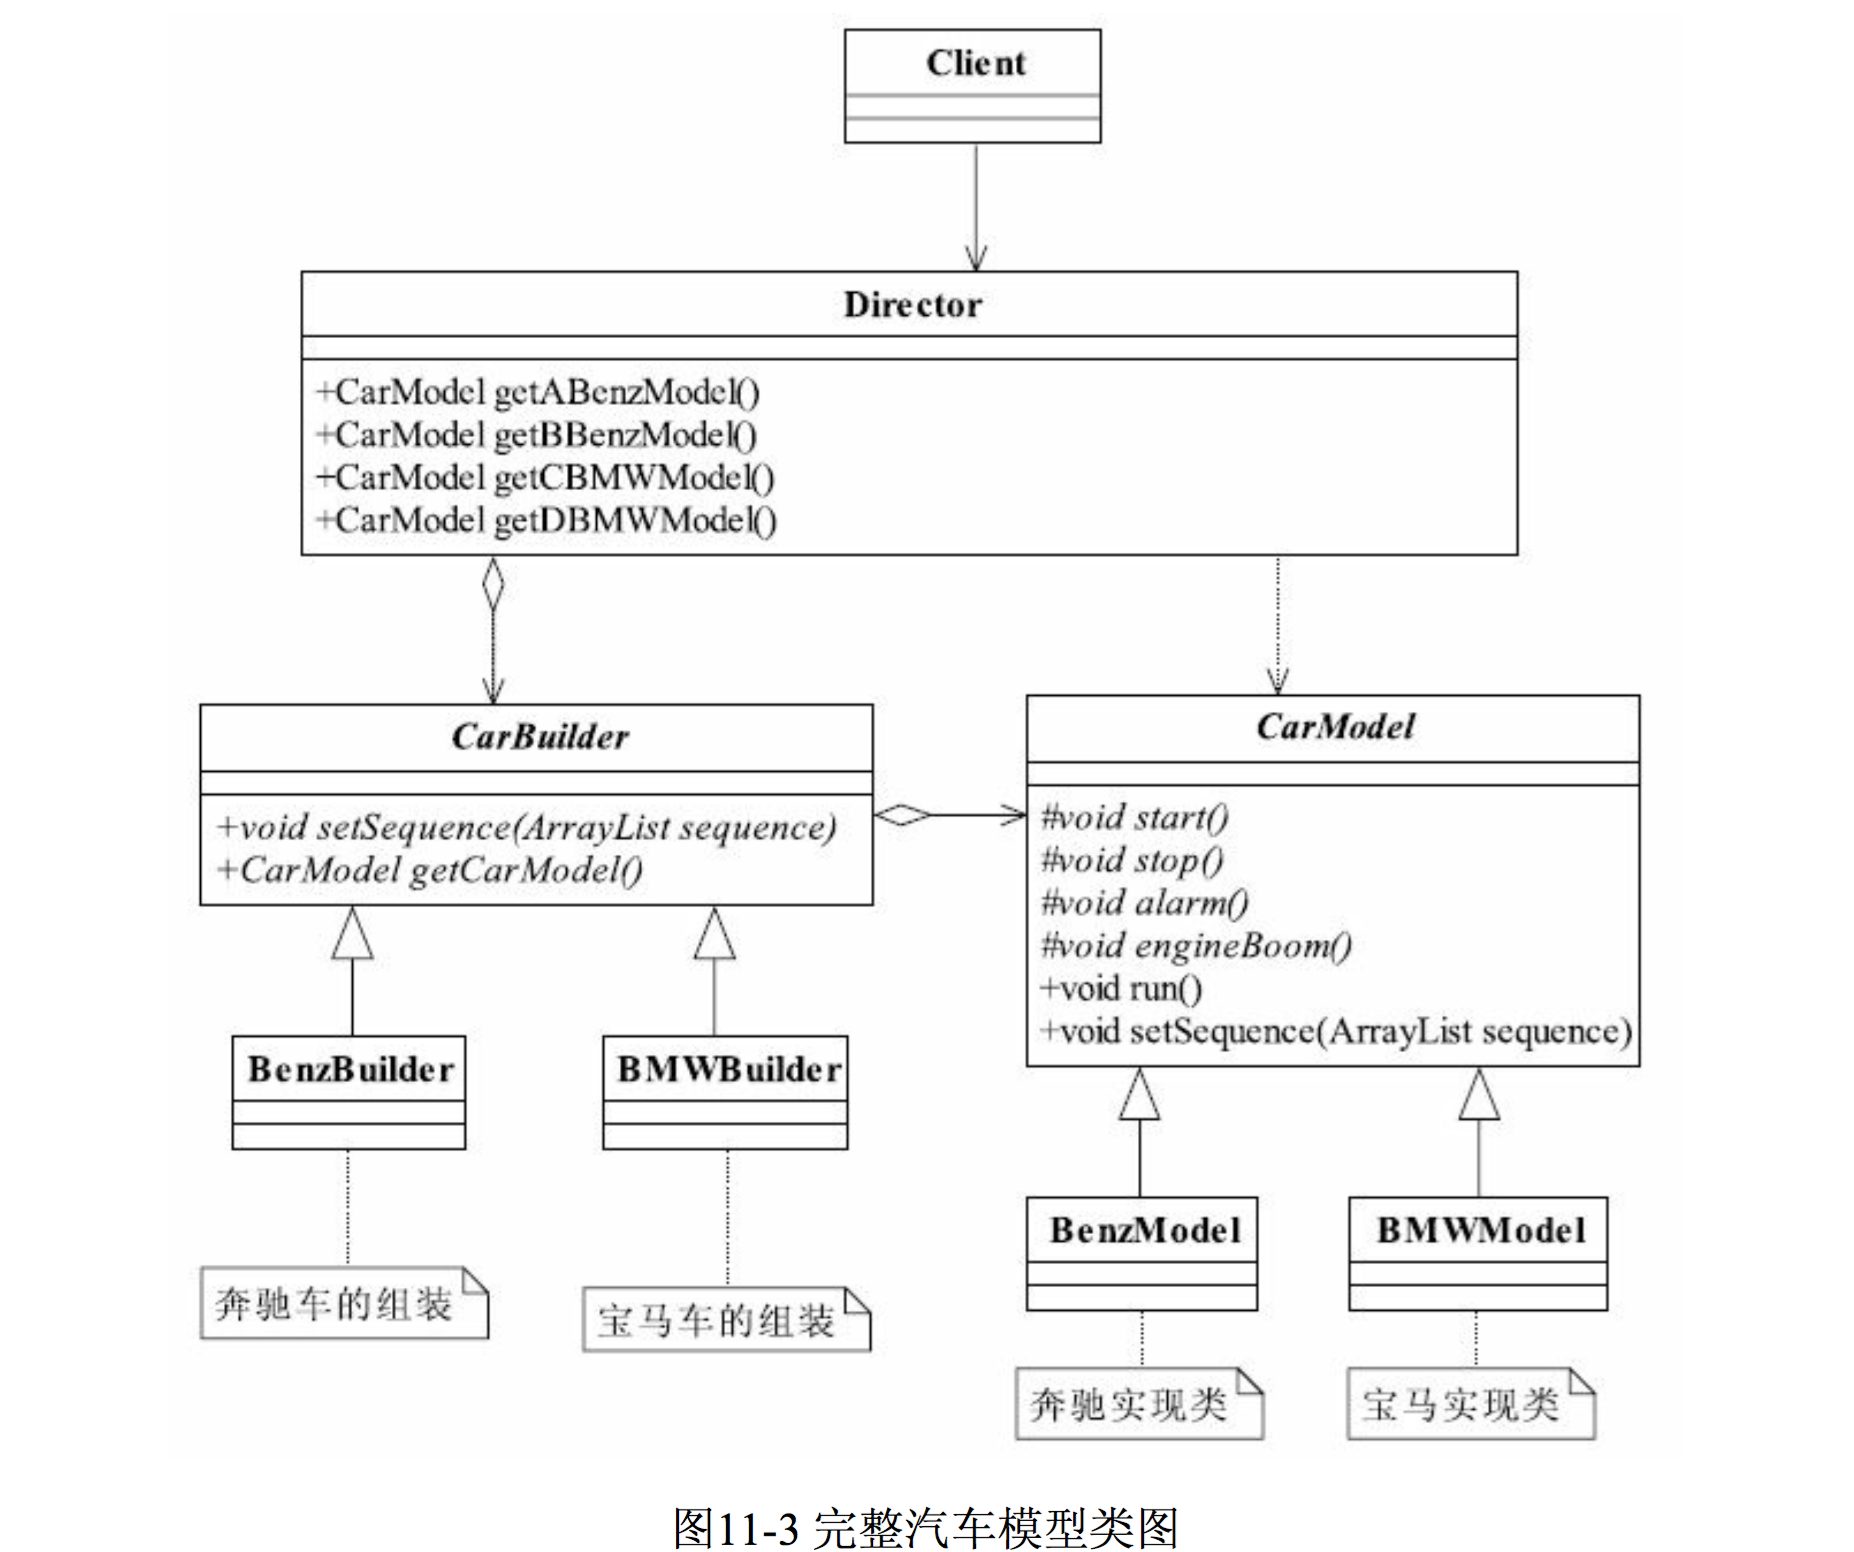 Client
Director
+CarModel getABenzModel()
+CarModel getBBenzModel()
+CarModel getCBMWModel()
+CarModel getDBMWModel()
CarBuilder
+void setSequence(ArrayList sequence)
+CarModel getCarModel()
CarModel
#void start()
#void stop()
#void alarm()
#void engineBoom()
+void run()
+void setSequence(ArrayList sequence)
BenzBuilder
BMWBuilder
BenzModel
BMWModel
奔驰车的组装
宝马车的组装
奔驰实现类
宝马实现类
图11-3 完整汽车模型类图